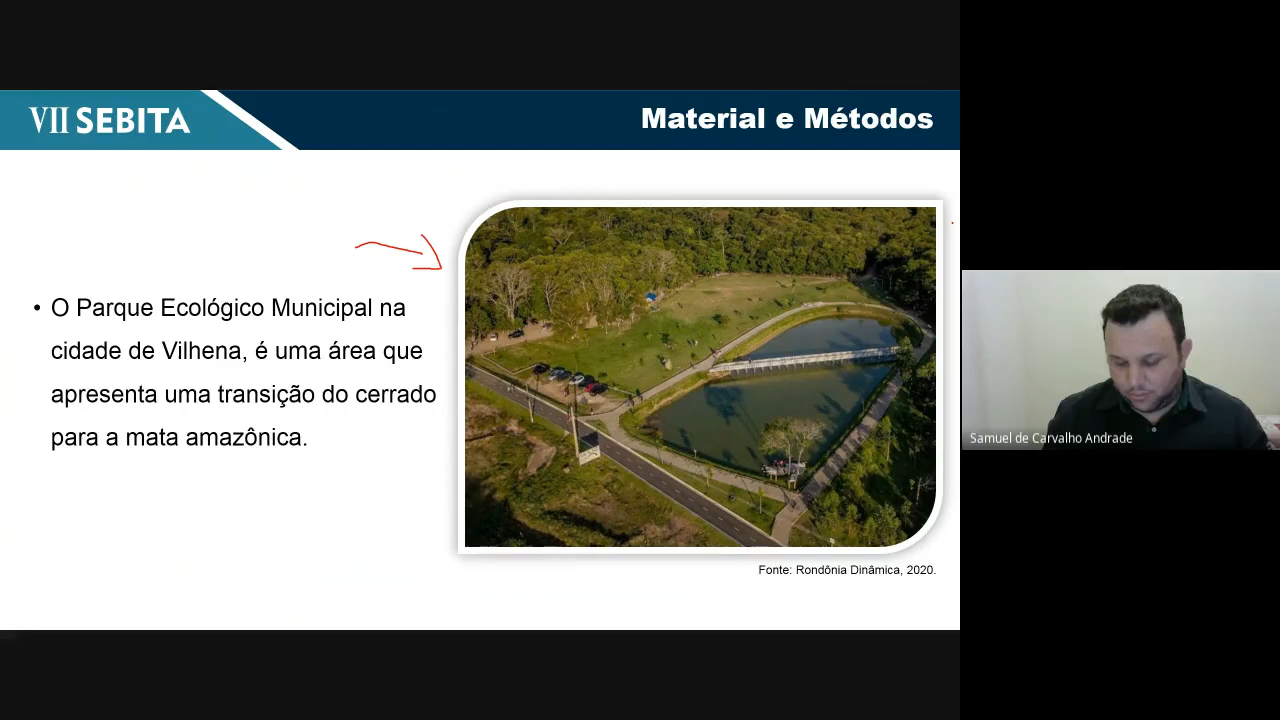 VII SEBITA
Material e Métodos
• O Parque Ecológico Municipal na
cidade de Vilhena, é uma área que
apresenta uma transição do cerrado
para a mata amazônica.
Fonte: Rondônia Dinâmica, 2020.
Samuel de Carvalho Andrade